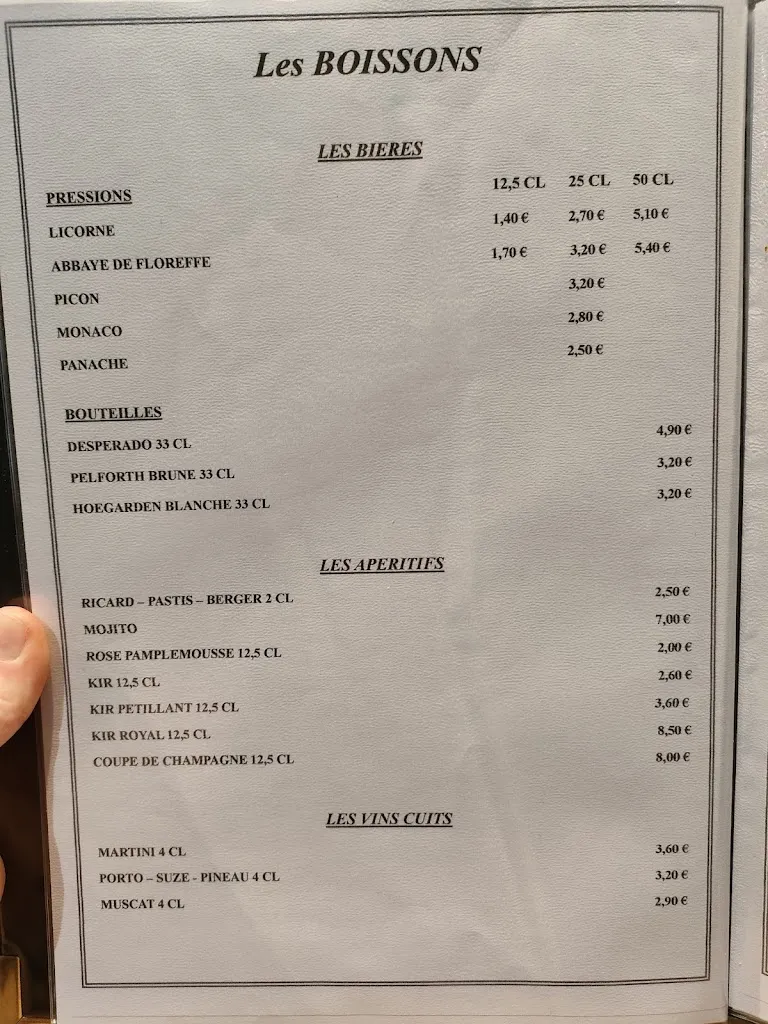 Les BOISSONS
LES BIERES
PRESSIONS 12,5 CL 25 CL 50 CL
LICORNE 1,40 € 2,70 € 5,10 €
ABBAYE DE FLOREFFE 1,70 € 3,20 € 5,40 €
PICON 3,20 €
MONACO 2,80 €
PANACHE 2,50 €
BOUTEILLES
DESPERADO 33 CL 4,90 €
PELFORTH BRUNE 33 CL 3,20 €
HOEGARDEN BLANCHE 33 CL 3,20 €
LES APERITIFS
RICARD – PASTIS – BERGER 2 CL 2,50 €
MOJITO 7,00 €
ROSE PAMPLEMOUSSE 12,5 CL 2,00 €
KIR 12,5 CL 2,60 €
KIR PETILLANT 12,5 CL 3,60 €
KIR ROYAL 12,5 CL 8,50 €
COUPE DE CHAMPAGNE 12,5 CL 8,00 €
LES VINS CUITS
MARTINI 4 CL 3,60 €
PORTO – SUZE - PINEAU 4 CL 3,20 €
MUSCAT 4 CL 2,90 €